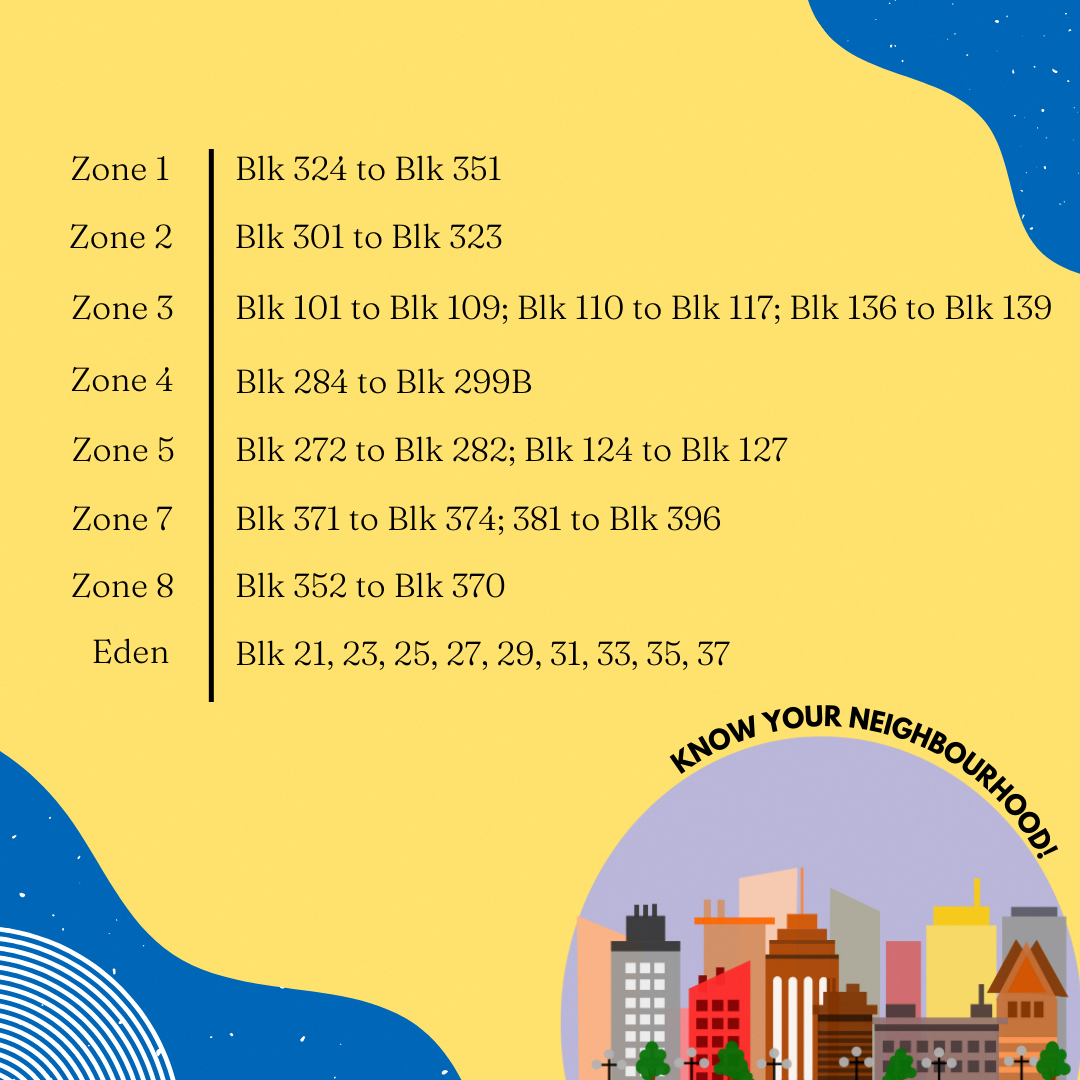 Zone 1 Blk 324 to Blk 351
Zone 2 Blk 301 to Blk 323
Zone 3 Blk 101 to Blk 109; Blk 110 to Blk 117; Blk 136 to Blk 139
Zone 4 Blk 284 to Blk 299B
Zone 5 Blk 272 to Blk 282; Blk 124 to Blk 127
Zone 7 Blk 371 to Blk 374; 381 to Blk 396
Zone 8 Blk 352 to Blk 370
Eden Blk 21, 23, 25, 27, 29, 31, 33, 35, 37
KNOW YOUR NEIGHBOURHOOD!